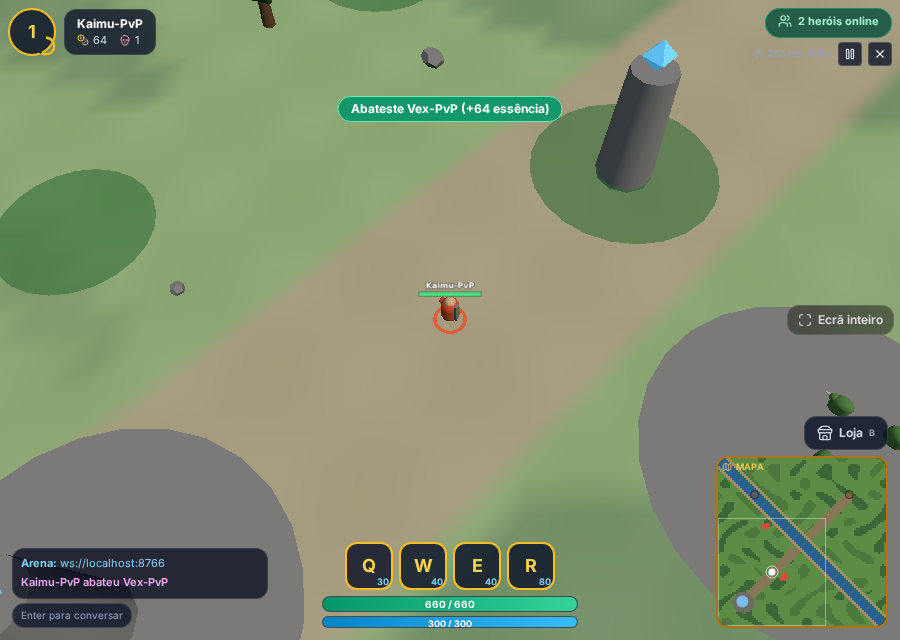 1
Kaimu-PvP
64 1
2 heróis online
Abateste Vex-PvP (+64 essência)
Kaimu-PvP
Ecrã inteiro
Loja B
MAPA
Arena: ws://localhost:8766
Kaimu-PvP abateu Vex-PvP
Enter para conversar
Q 30
W 40
E 40
R 80
660 / 660
300 / 300